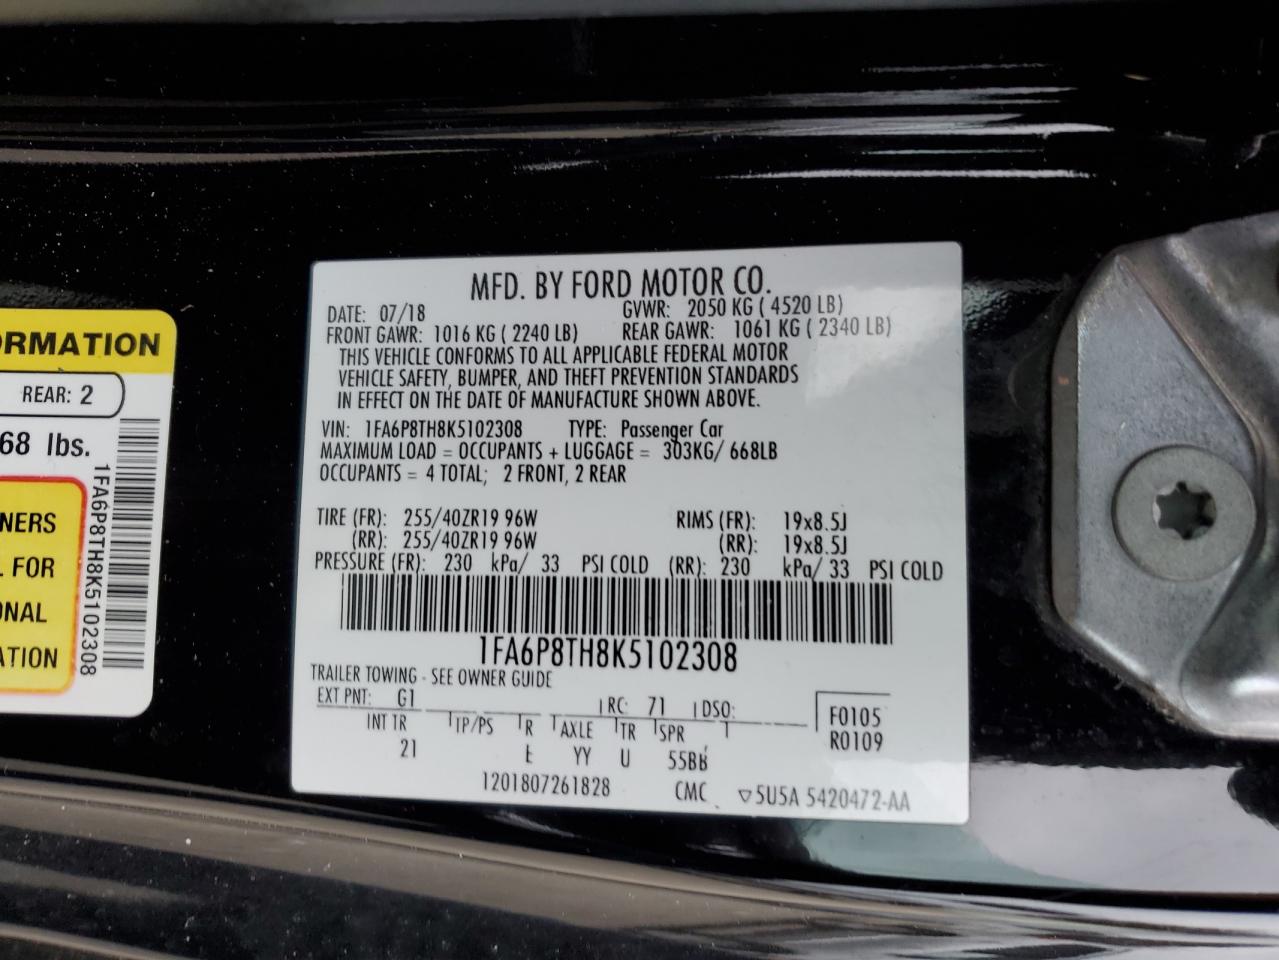 MFD. BY FORD MOTOR CO.
DATE: 07/18 GVWR: 2050 KG ( 4520 LB)
FRONT GAWR: 1016 KG ( 2240 LB) REAR GAWR: 1061 KG ( 2340 LB)
THIS VEHICLE CONFORMS TO ALL APPLICABLE FEDERAL MOTOR
VEHICLE SAFETY, BUMPER, AND THEFT PREVENTION STANDARDS
IN EFFECT ON THE DATE OF MANUFACTURE SHOWN ABOVE.
VIN: 1FA6P8TH8K5102308 TYPE: Passenger Car
MAXIMUM LOAD = OCCUPANTS + LUGGAGE = 303KG/ 668LB
OCCUPANTS = 4 TOTAL; 2 FRONT, 2 REAR
TIRE (FR): 255/40ZR19 96W RIMS (FR): 19x8.5J
(RR): 255/40ZR19 96W (RR): 19x8.5J
PRESSURE (FR): 230 kPa/ 33 PSI COLD (RR): 230 kPa/ 33 PSI COLD
1FA6P8TH8K5102308
TRAILER TOWING - SEE OWNER GUIDE
EXT PNT: G1 RC: 71 DSO:
INT TR TP/PS R AXLE TR SPR
21 E YY U 55BB
F0105
R0109
1201807261828 CMC ▽5U5A 5420472-AA
ORMATION
REAR: 2
68 lbs.
NERS
L FOR
ONAL
ATION
1FA6P8TH8K5102308